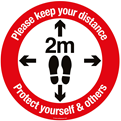 Please keep your distance
2m
Protect yourself & others